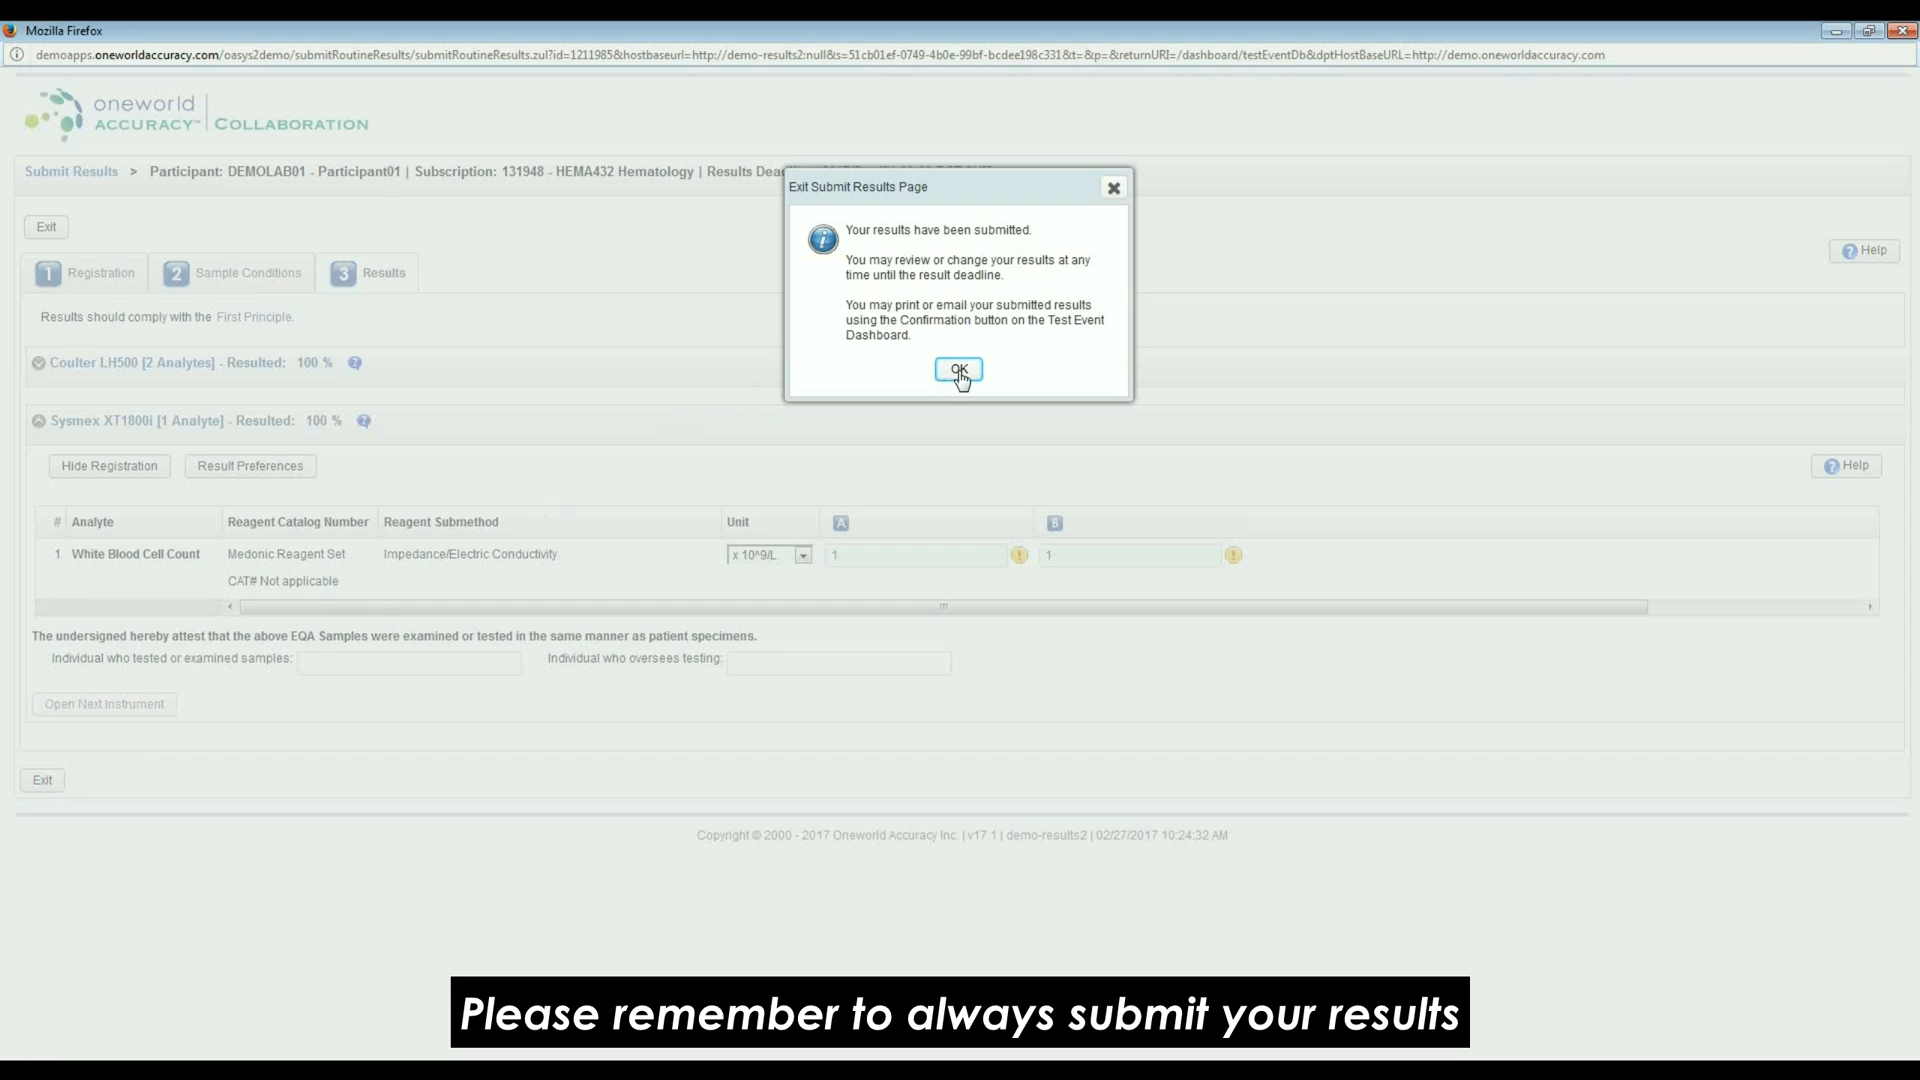 Mozilla Firefox
demoapps.oneworldaccuracy.com/oasys2demo/submitRoutineResults/submitRoutineResults.zul?id=1211985&hostbaseurl=http://demo-results2:null&s=51cb01ef-0749-4b0e-99bf-bcdee198c331&t=&p=&returnURI=/dashboard/testEventDb&dptHostBaseURL=http://demo.oneworldaccuracy.com
oneworld
ACCURACY™ COLLABORATION
Submit Results > Participant: DEMOLAB01 - Participant01 | Subscription: 131948 - HEMA432 Hematology | Results Dea
Exit Submit Results Page
Your results have been submitted.
You may review or change your results at any
time until the result deadline.
You may print or email your submitted results
using the Confirmation button on the Test Event
Dashboard.
OK
Exit
Help
1 Registration 2 Sample Conditions 3 Results
Results should comply with the First Principle.
Coulter LH500 [2 Analytes] - Resulted: 100 % ?
Sysmex XT1800i [1 Analyte] - Resulted: 100 % ?
Hide Registration Result Preferences ? Help
# Analyte Reagent Catalog Number Reagent Submethod Unit A B
1 White Blood Cell Count Medonic Reagent Set Impedance/Electric Conductivity x 10^9/L 1 ! 1 !
CAT# Not applicable
The undersigned hereby attest that the above EQA Samples were examined or tested in the same manner as patient specimens.
Individual who tested or examined samples: Individual who oversees testing:
Open Next Instrument
Exit
Copyright © 2000 - 2017 Oneworld Accuracy Inc. | v17.1 | demo-results2 | 02/27/2017 10:24:32 AM
Please remember to always submit your results